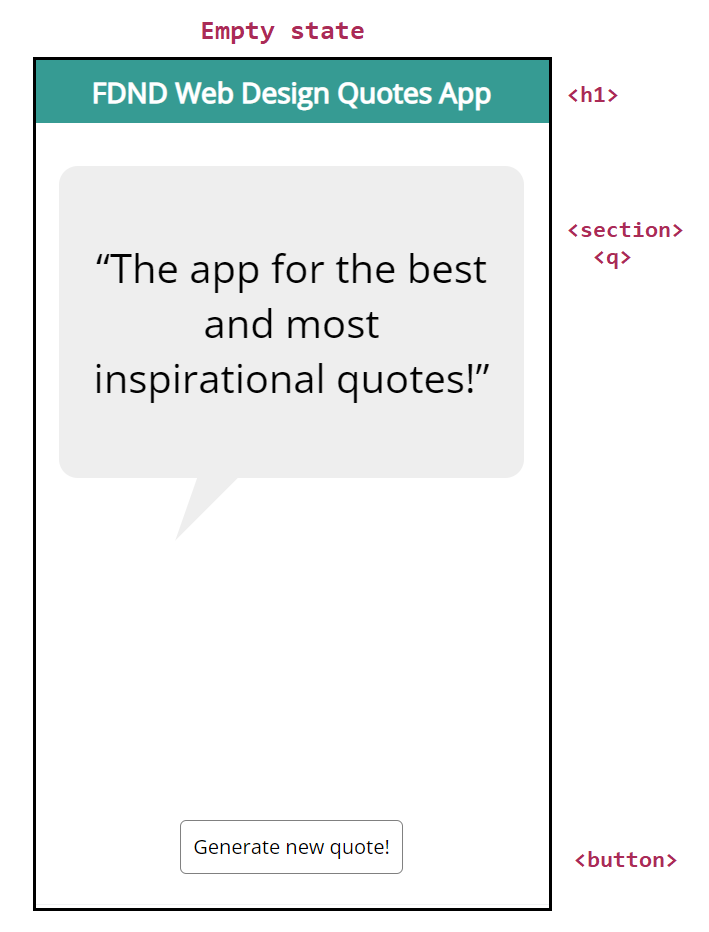 Empty state
FDND Web Design Quotes App
<h1>
<section>
<q>
“The app for the best
and most
inspirational quotes!”
Generate new quote!
<button>